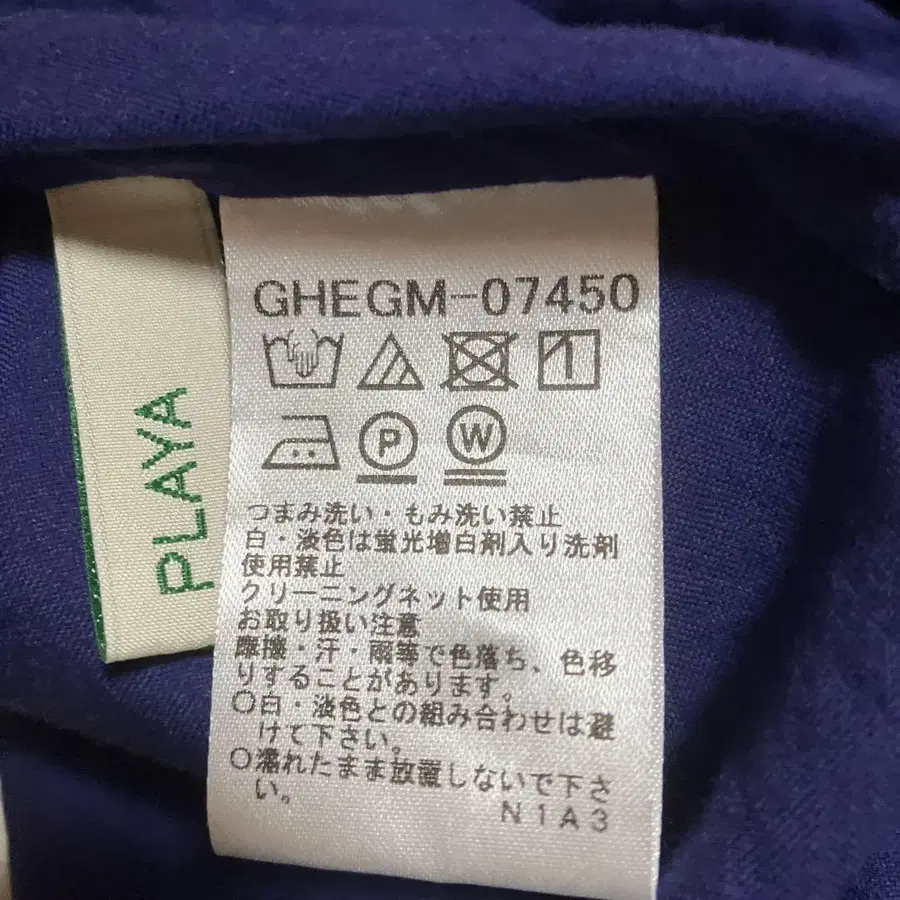 PLAYA
GHEGM-07450
P W
つまみ洗い・もみ洗い禁止
白・淡色は蛍光増白剤入り洗剤
使用禁止
クリーニングネット使用
お取り扱い注意
摩擦・汗・雨等で色落ち、色移
りすることがあります。
○白・淡色との組み合わせは避
けて下さい。
○濡れたまま放置しないで下さ
い。
N1A3